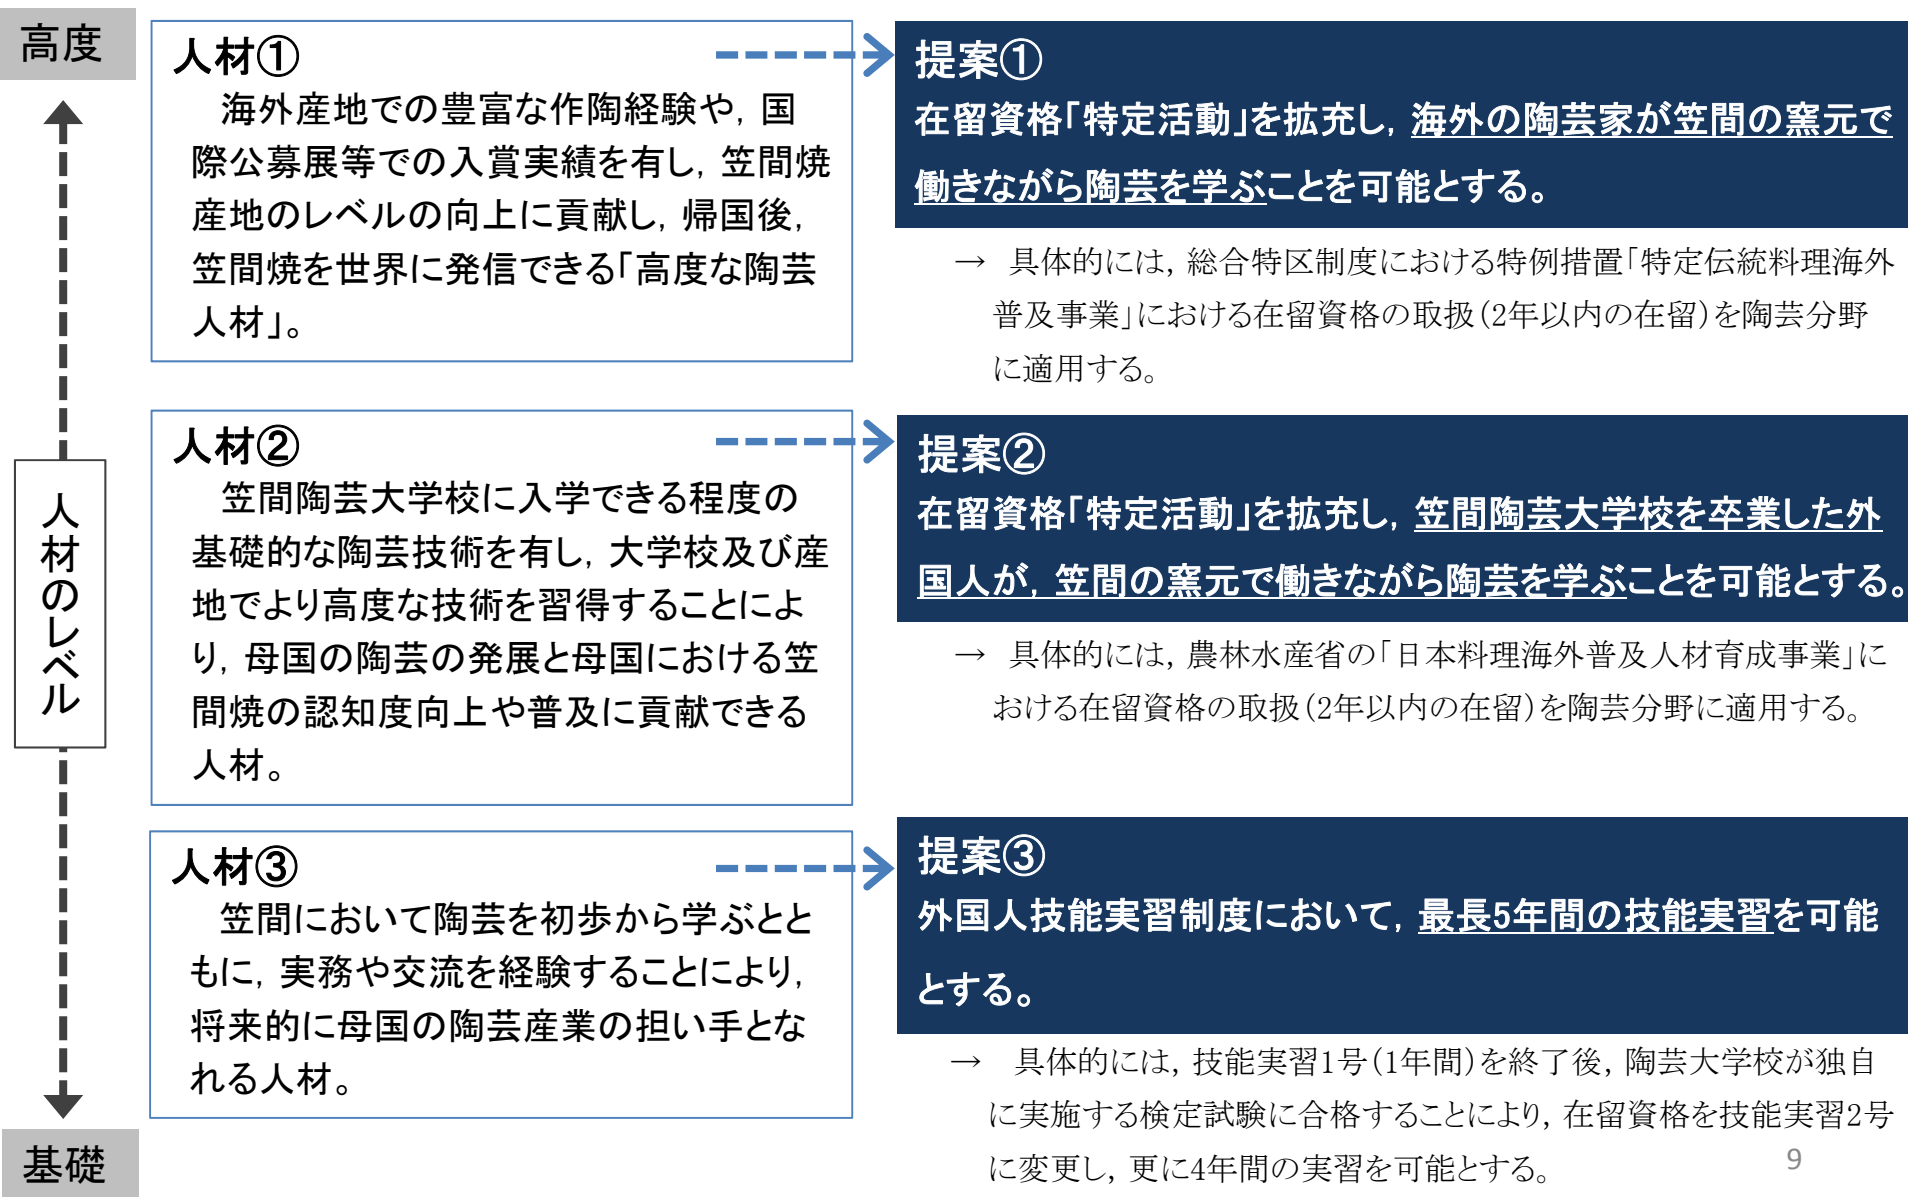 高度
人材①
海外産地での豊富な作陶経験や，国
際公募展等での入賞実績を有し，笠間焼
産地のレベルの向上に貢献し，帰国後，
笠間焼を世界に発信できる「高度な陶芸
人材」。
提案①
在留資格「特定活動」を拡充し，海外の陶芸家が笠間の窯元で
働きながら陶芸を学ぶことを可能とする。
→　具体的には，総合特区制度における特例措置「特定伝統料理海外
普及事業」における在留資格の取扱（2年以内の在留）を陶芸分野
に適用する。
人材のレベル
人材②
笠間陶芸大学校に入学できる程度の
基礎的な陶芸技術を有し，大学校及び産
地でより高度な技術を習得することによ
り，母国の陶芸の発展と母国における笠
間焼の認知度向上や普及に貢献できる
人材。
提案②
在留資格「特定活動」を拡充し，笠間陶芸大学校を卒業した外
国人が，笠間の窯元で働きながら陶芸を学ぶことを可能とする。
→　具体的には，農林水産省の「日本料理海外普及人材育成事業」に
おける在留資格の取扱（2年以内の在留）を陶芸分野に適用する。
人材③
笠間において陶芸を初歩から学ぶとと
もに，実務や交流を経験することにより，
将来的に母国の陶芸産業の担い手とな
れる人材。
提案③
外国人技能実習制度において，最長5年間の技能実習を可能
とする。
→　具体的には，技能実習1号（1年間）を終了後，陶芸大学校が独自
に実施する検定試験に合格することにより，在留資格を技能実習2号
に変更し，更に4年間の実習を可能とする。
基礎
9